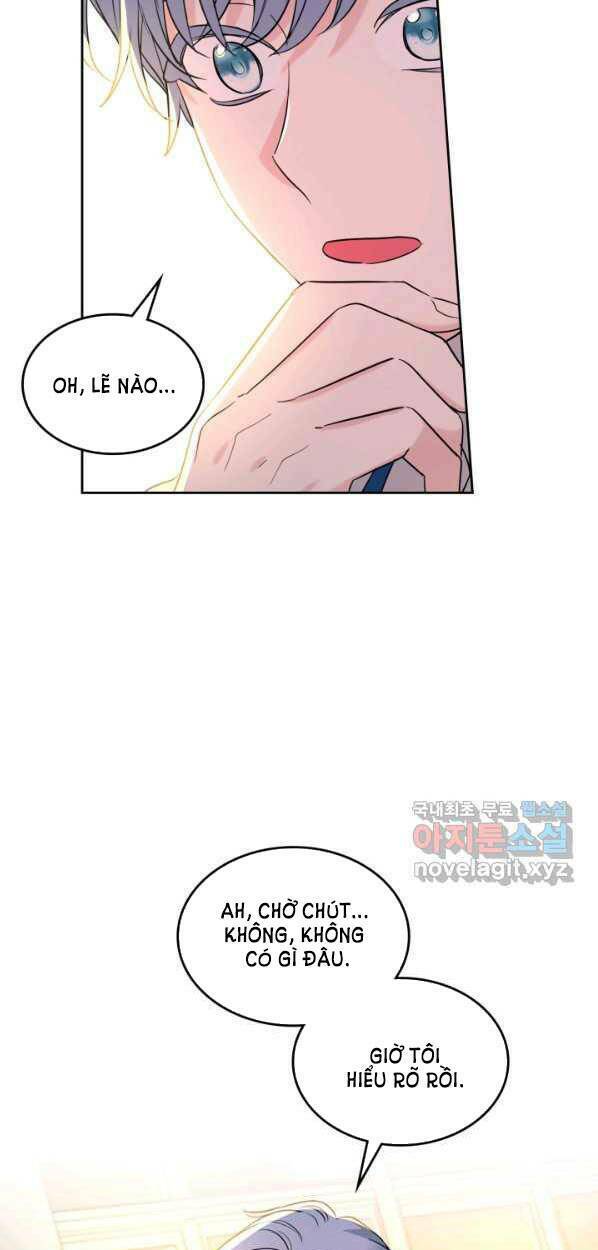 OH, LẼ NÀO...
국내최초 무료 웹소설
아지툰소설
novelagit.xyz
AH, CHỜ CHÚT...
KHÔNG, KHÔNG
CÓ GÌ ĐÂU.
GIỜ TÔI
HIỂU RÕ RỒI.